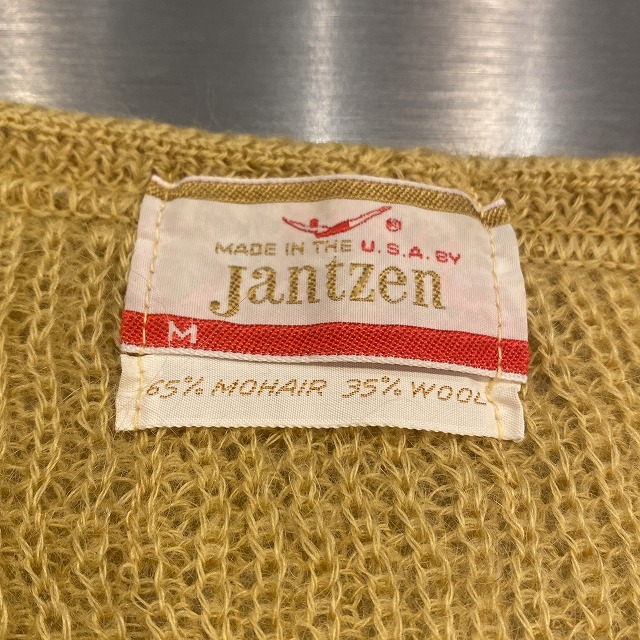 MADE IN THE U.S.A. BY
Jantzen
M
65% MOHAIR 35% WOOL